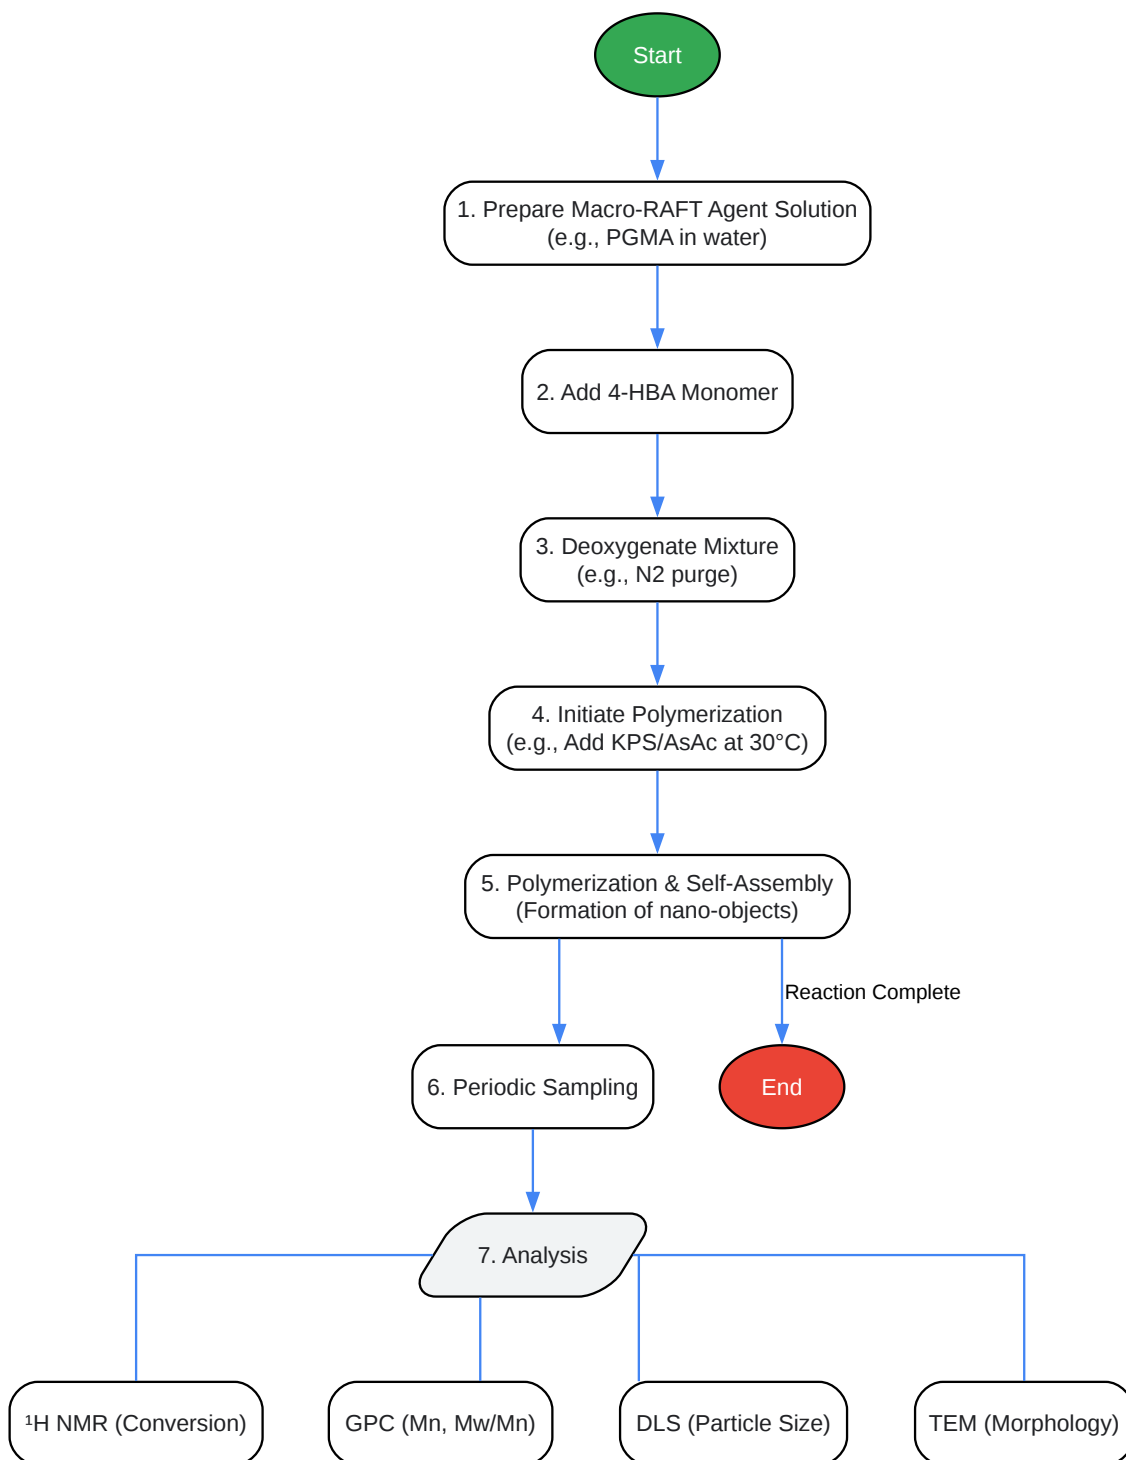 Start
1. Prepare Macro-RAFT Agent Solution
(e.g., PGMA in water)
2. Add 4-HBA Monomer
3. Deoxygenate Mixture
(e.g., N2 purge)
4. Initiate Polymerization
(e.g., Add KPS/AsAc at 30°C)
5. Polymerization & Self-Assembly
(Formation of nano-objects)
Reaction Complete
6. Periodic Sampling
End
7. Analysis
¹H NMR (Conversion)
GPC (Mn, Mw/Mn)
DLS (Particle Size)
TEM (Morphology)